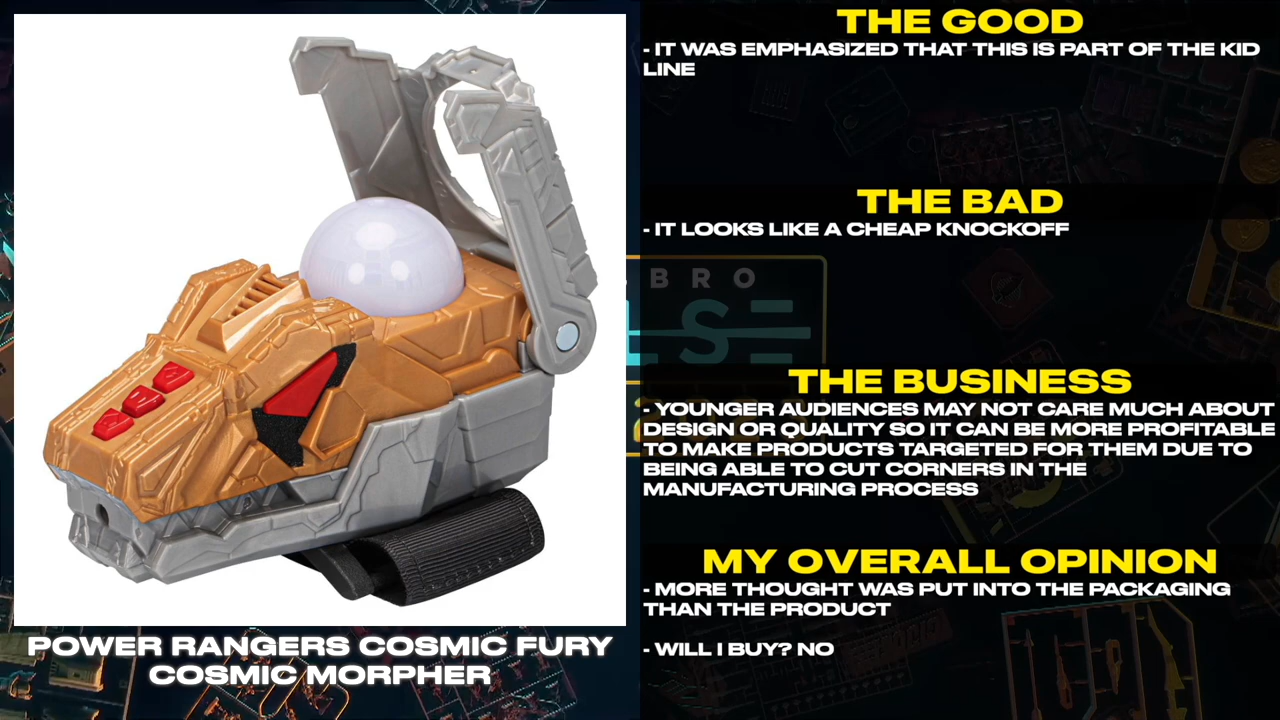 THE GOOD
- IT WAS EMPHASIZED THAT THIS IS PART OF THE KID
LINE
THE BAD
- IT LOOKS LIKE A CHEAP KNOCKOFF
BRO
SE
THE BUSINESS
- YOUNGER AUDIENCES MAY NOT CARE MUCH ABOUT
DESIGN OR QUALITY SO IT CAN BE MORE PROFITABLE
TO MAKE PRODUCTS TARGETED FOR THEM DUE TO
BEING ABLE TO CUT CORNERS IN THE
MANUFACTURING PROCESS
MY OVERALL OPINION
- MORE THOUGHT WAS PUT INTO THE PACKAGING
THAN THE PRODUCT
- WILL I BUY? NO
POWER RANGERS COSMIC FURY
COSMIC MORPHER